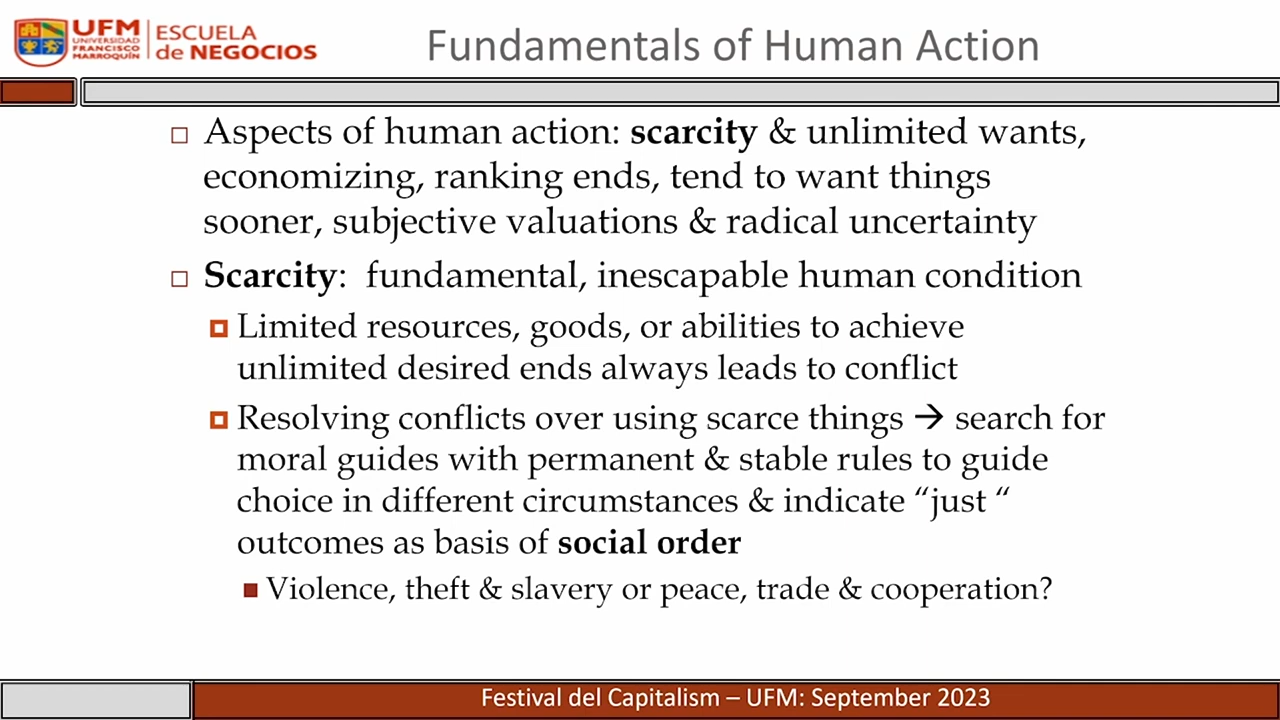 UFM
UNIVERSIDAD
FRANCISCO
MARROQUÍN
ESCUELA
de NEGOCIOS
Fundamentals of Human Action
Aspects of human action: scarcity & unlimited wants,
economizing, ranking ends, tend to want things
sooner, subjective valuations & radical uncertainty
Scarcity: fundamental, inescapable human condition
Limited resources, goods, or abilities to achieve
unlimited desired ends always leads to conflict
Resolving conflicts over using scarce things → search for
moral guides with permanent & stable rules to guide
choice in different circumstances & indicate “just “
outcomes as basis of social order
Violence, theft & slavery or peace, trade & cooperation?
Festival del Capitalism – UFM: September 2023